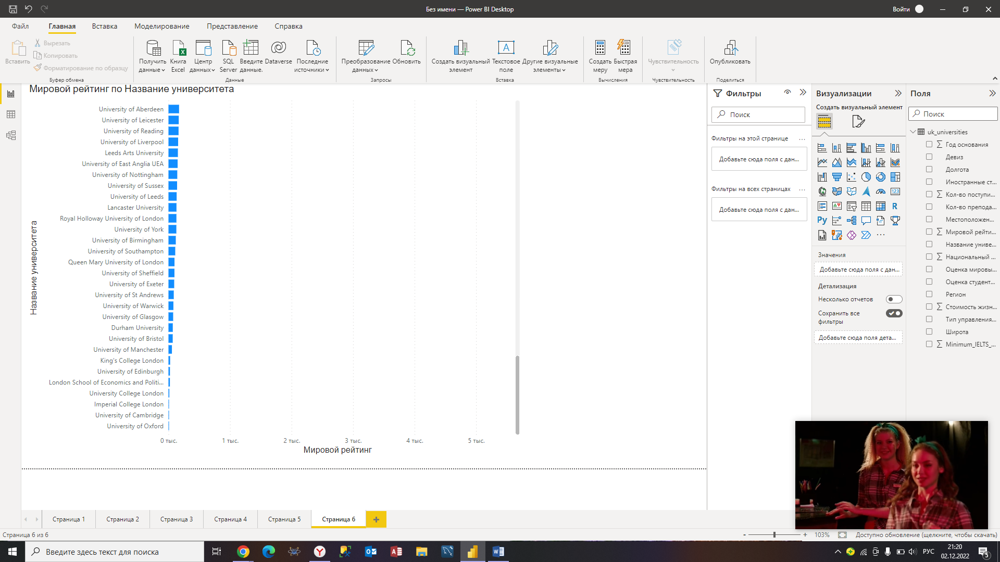 Без имени — Power BI Desktop
Войти
Файл
Главная
Вставка
Моделирование
Представление
Справка
Вставить
Вырезать
Копировать
Форматирование по образцу
Буфер обмена
Получить данные
Книга Excel
Центр данных
SQL Server
Введите данные.
Dataverse
Последние источники
Данные
Преобразование данных
Обновить
Запросы
Создать визуальный элемент
Текстовое поле
Другие визуальные элементы
Вставка
Создать меру
Быстрая мера
Вычисления
Чувствительность
Чувствительность
Опубликовать
Поделиться
Мировой рейтинг по Название университета
Название университета
University of Aberdeen
University of Leicester
University of Reading
University of Liverpool
Leeds Arts University
University of East Anglia UEA
University of Nottingham
University of Sussex
University of Leeds
Lancaster University
Royal Holloway University of London
University of York
University of Birmingham
University of Southampton
Queen Mary University of London
University of Sheffield
University of Exeter
University of St Andrews
University of Warwick
University of Glasgow
Durham University
University of Bristol
University of Manchester
King's College London
University of Edinburgh
London School of Economics and Politi...
University College London
Imperial College London
University of Cambridge
University of Oxford
0 тыс.
1 тыс.
2 тыс.
3 тыс.
4 тыс.
5 тыс.
Мировой рейтинг
Фильтры
Поиск
Фильтры на этой странице ...
Добавьте сюда поля с дан...
Фильтры на всех страницах ...
Добавьте сюда поля с дан...
Визуализации
Создать визуальный элемент
123
R
Py
...
Значения
Добавьте сюда поля с дан...
Детализация
Несколько отчетов
Сохранить все
фильтры
Добавьте сюда поля дета...
Поля
Поиск
uk_universities
Год основания
Девиз
Долгота
Иностранные ст...
Кол-во поступи...
Кол-во препода...
Местоположен...
Мировой рейти...
Название униве...
Национальный ...
Оценка мировы...
Оценка студент...
Регион
Стоимость жизн...
Тип управления...
Широта
Minimum_IELTS_...
Страница 1
Страница 2
Страница 3
Страница 4
Страница 5
Страница 6
+
Страница 6 из 6
- + 103%
Доступно обновление (щелкните, чтобы скачать)
Введите здесь текст для поиска
РУС
21:20
02.12.2022
5